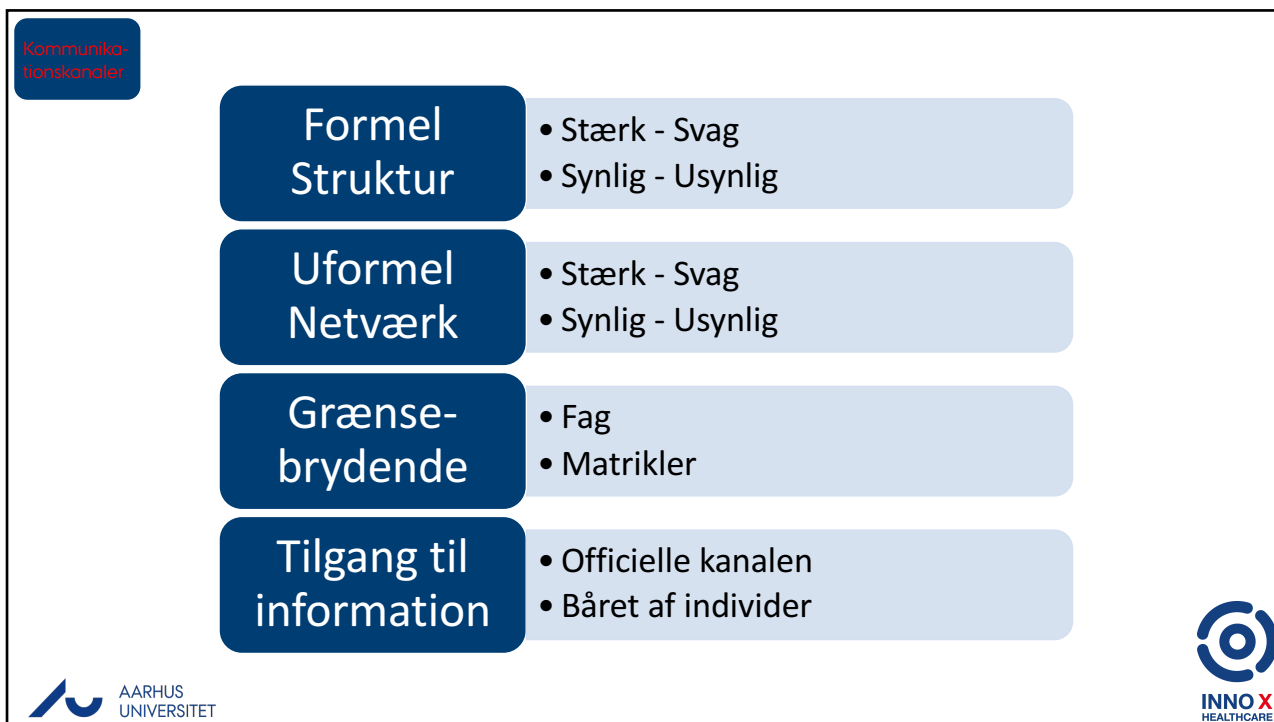 Kommunika-
tionskanaler
Formel
Struktur
• Stærk - Svag
• Synlig - Usynlig
Uformel
Netværk
• Stærk - Svag
• Synlig - Usynlig
Grænse-
brydende
• Fag
• Matrikler
Tilgang til
information
• Officielle kanalen
• Båret af individer
AARHUS
UNIVERSITET
INNO X
HEALTHCARE